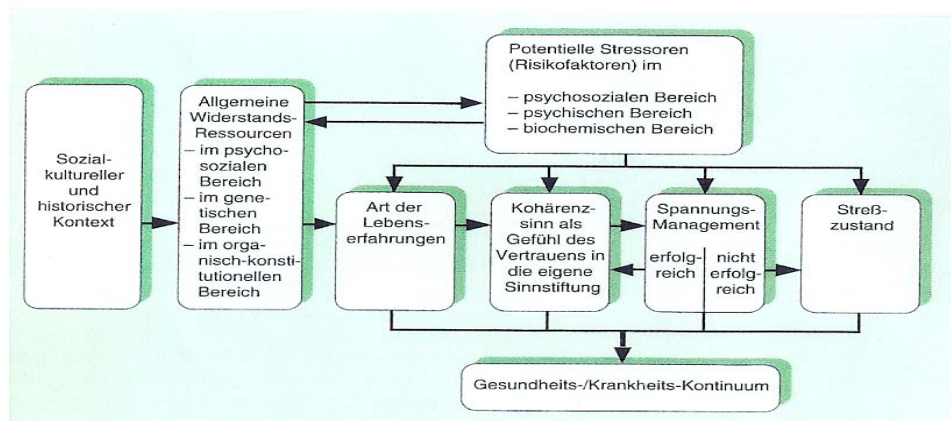 Potentielle Stressoren
(Risikofaktoren) im
– psychosozialen Bereich
– psychischen Bereich
– biochemischen Bereich
Sozial-
kultureller
und
historischer
Kontext
Allgemeine
Widerstands-
Ressourcen
– im psycho-
sozialen
Bereich
– im gene-
tischen
Bereich
– im orga-
nisch-konsti-
tutionellen
Bereich
Art der
Lebens-
erfahrungen
Kohärenz-
sinn als
Gefühl des
Vertrauens in
die eigene
Sinnstiftung
Spannungs-
Management
erfolg-
reich
nicht
erfolg-
reich
Streß-
zustand
Gesundheits-/Krankheits-Kontinuum